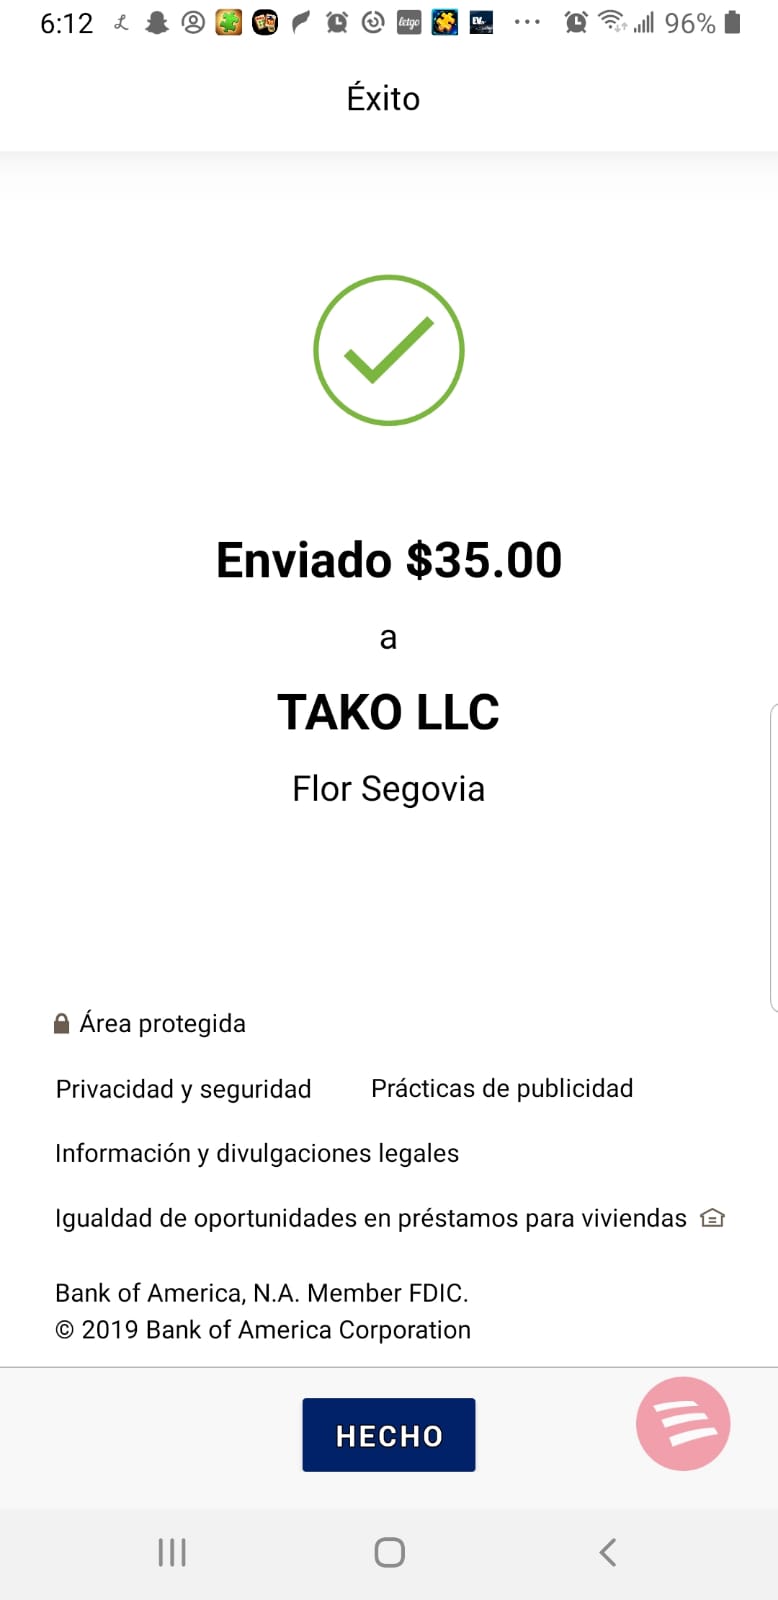 6:12 letgo 96%
Éxito
Enviado $35.00
a
TAKO LLC
Flor Segovia
Área protegida
Privacidad y seguridad Prácticas de publicidad
Información y divulgaciones legales
Igualdad de oportunidades en préstamos para viviendas
Bank of America, N.A. Member FDIC.
© 2019 Bank of America Corporation
HECHO